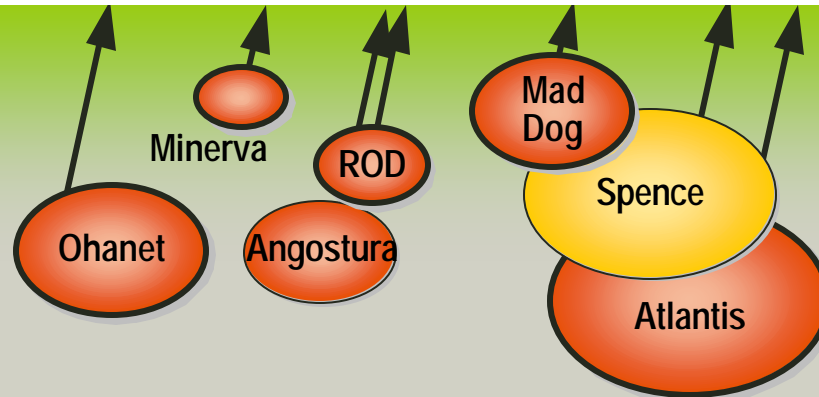 Mad
Dog
Minerva
ROD
Spence
Ohanet
Angostura
Atlantis